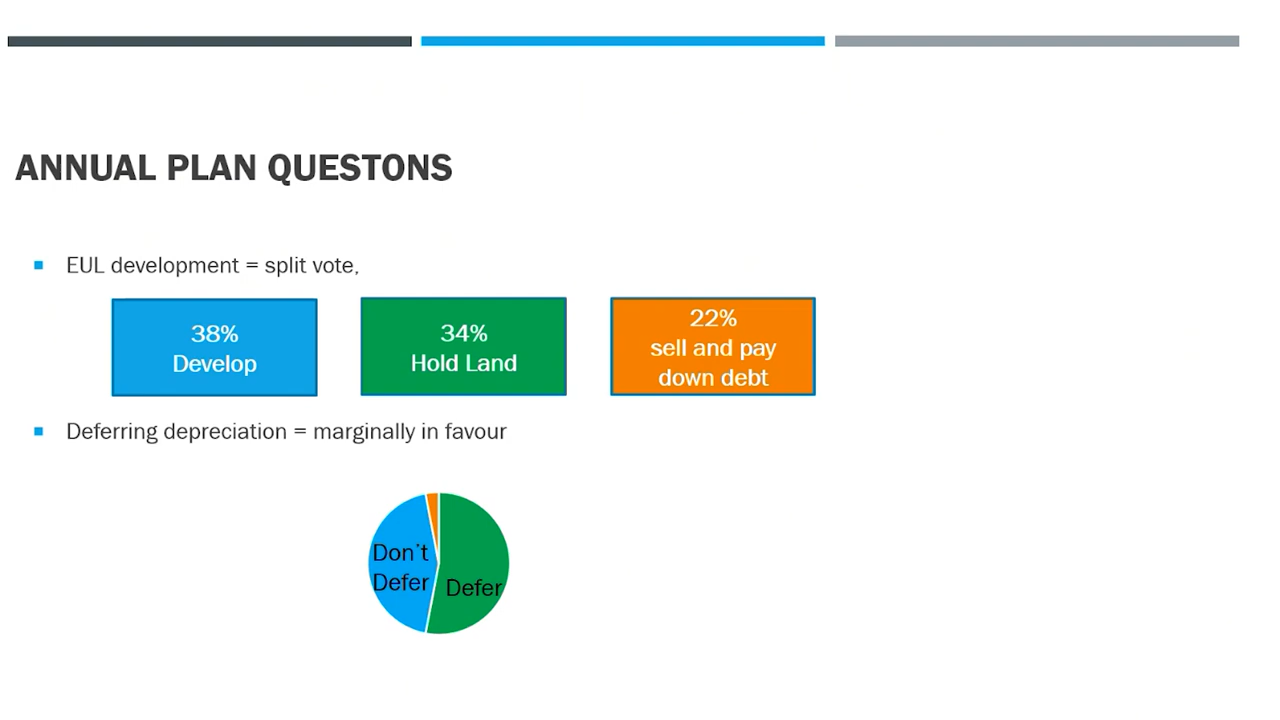 ANNUAL PLAN QUESTONS
EUL development = split vote,
38%
Develop
34%
Hold Land
22%
sell and pay
down debt
Deferring depreciation = marginally in favour
Don't
Defer
Defer